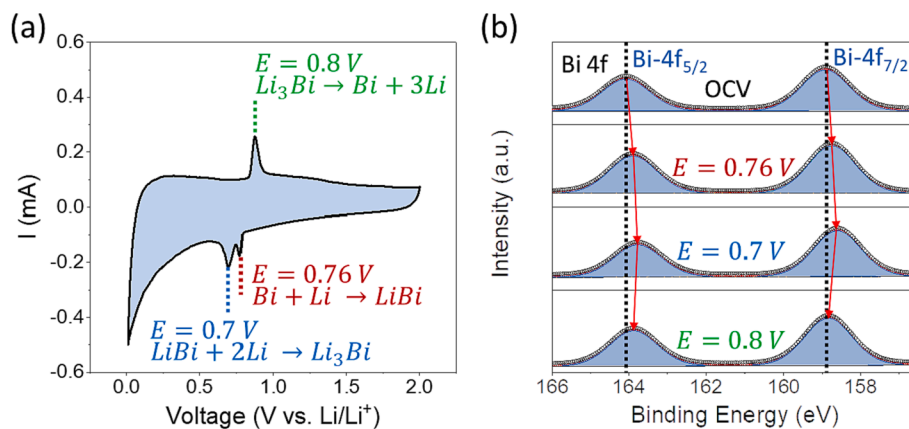 (a)
0.6
0.4
0.2
0.0
-0.2
-0.4
-0.6
I (mA)
E = 0.8 V
Li₃Bi → Bi + 3Li
E = 0.76 V
Bi + Li → LiBi
E = 0.7 V
LiBi + 2Li → Li₃Bi
0.0 0.5 1.0 1.5 2.0
Voltage (V vs. Li/Li⁺)
(b)
Bi 4f Bi-4f₅/₂ Bi-4f₇/₂
OCV
E = 0.76 V
E = 0.7 V
E = 0.8 V
Intensity (a.u.)
166 164 162 160 158
Binding Energy (eV)